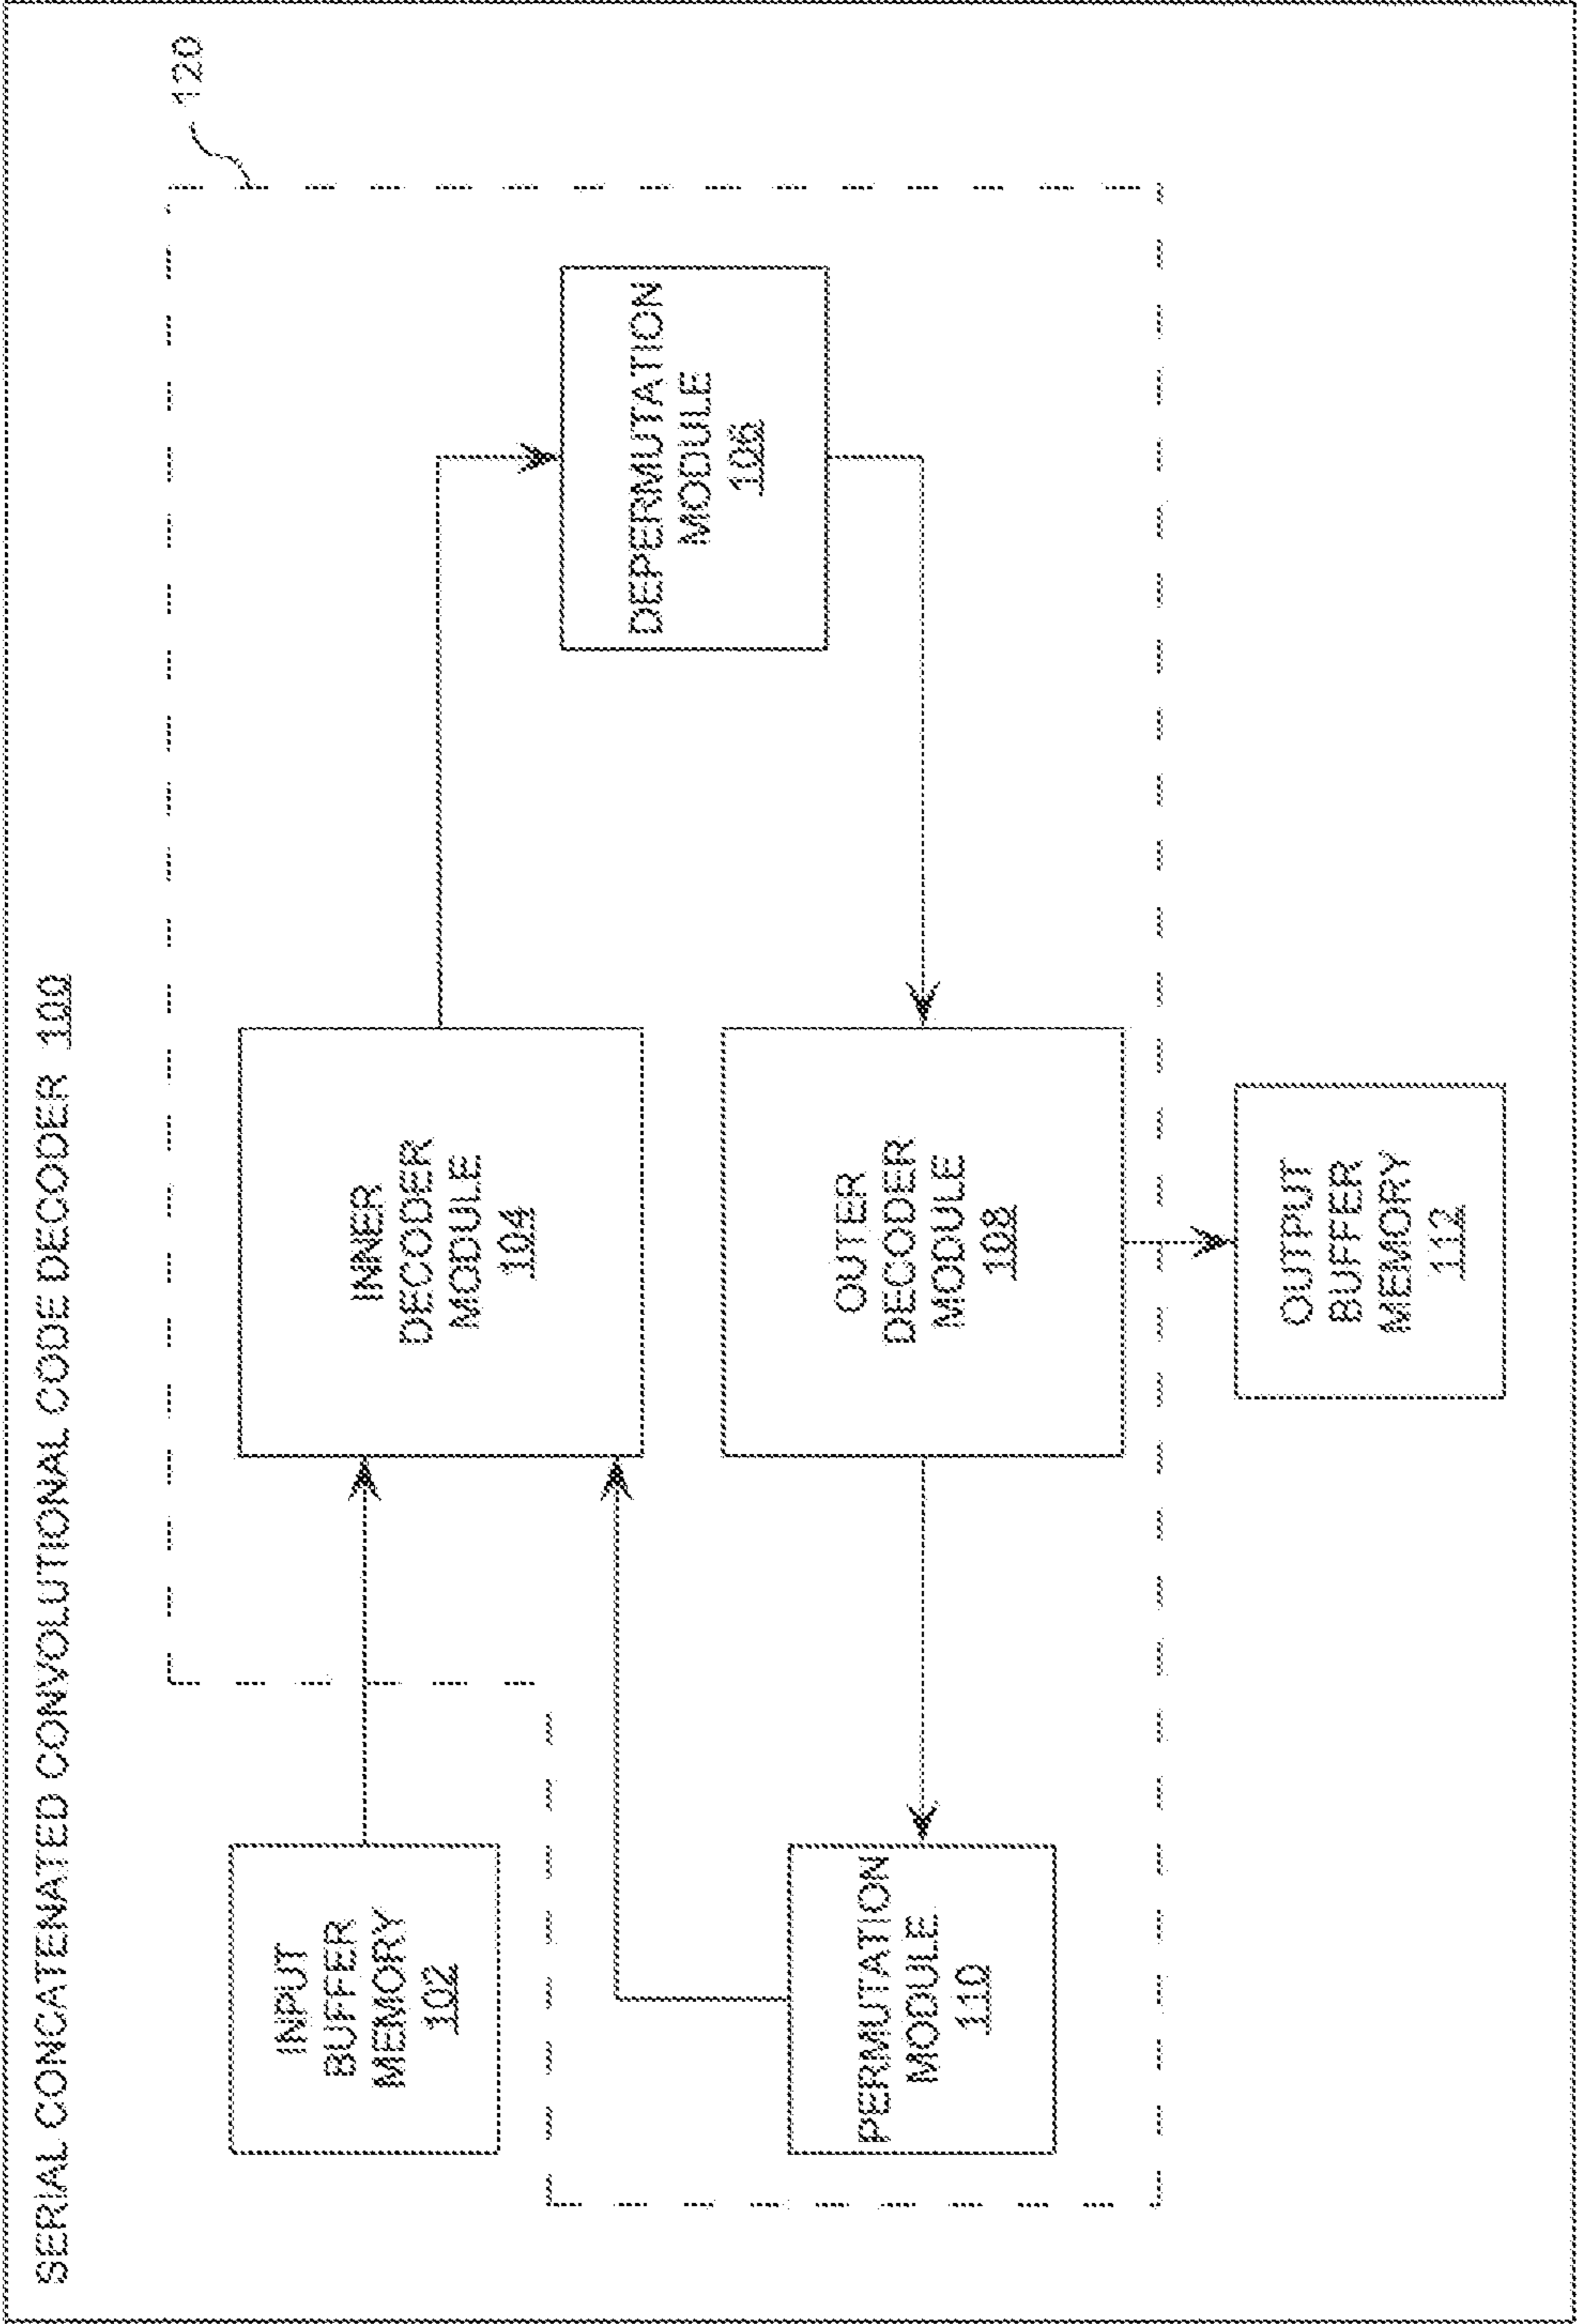 SERIAL CONCATENATED CONVOLUTIONAL CODE DECODER 100
120
INPUT
BUFFER
MEMORY
102
INNER
DECODER
MODULE
104
DEPERMUTATION
MODULE
106
PERMUTATION
MODULE
110
OUTER
DECODER
MODULE
108
OUTPUT
BUFFER
MEMORY
112